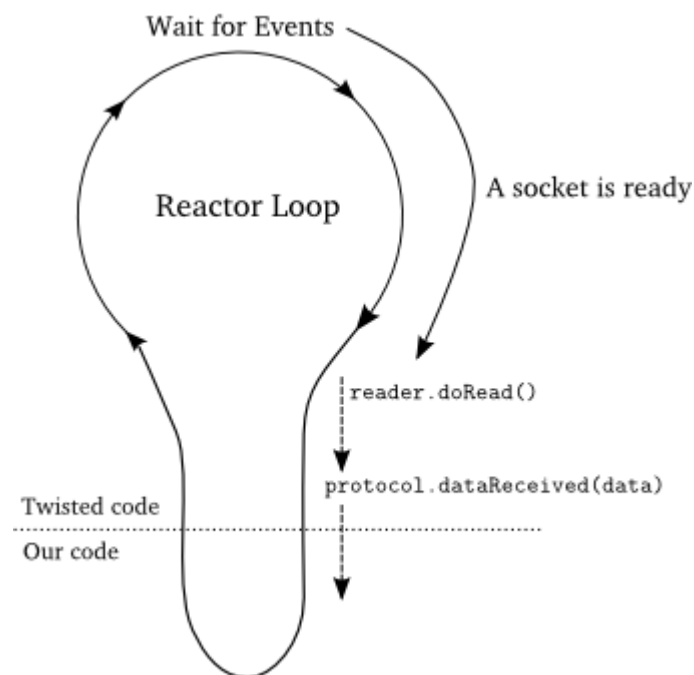 Wait for Events
A socket is ready
Reactor Loop
reader.doRead()
protocol.dataReceived(data)
Twisted code
Our code